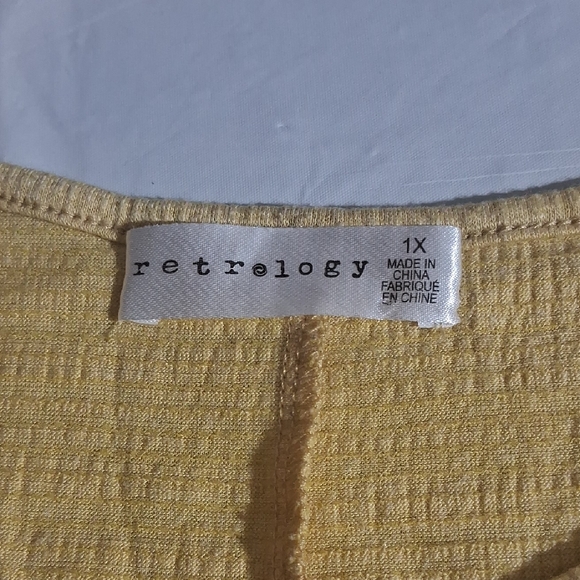 retrology
1X
MADE IN
CHINA
FABRIQUÉ
EN CHINE